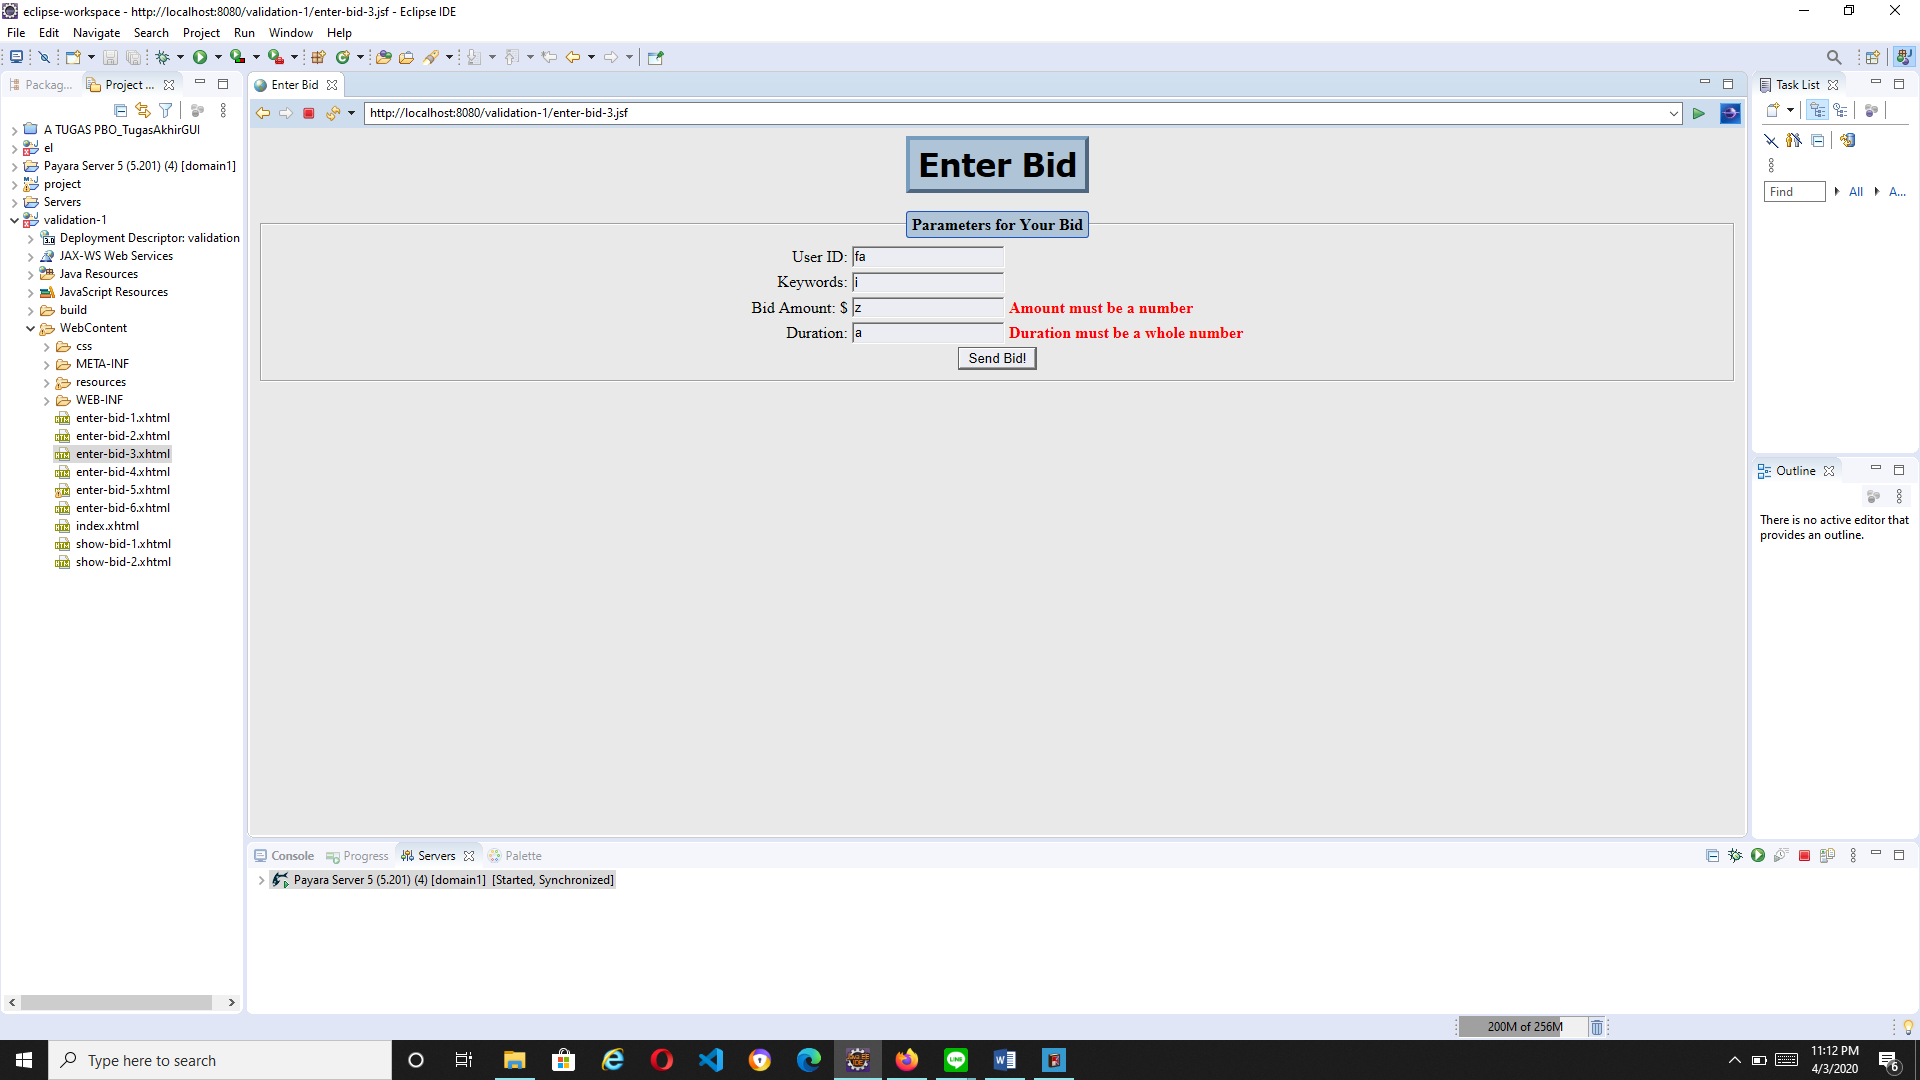 eclipse-workspace - http://localhost:8080/validation-1/enter-bid-3.jsf - Eclipse IDE
File Edit Navigate Search Project Run Window Help
Packag... Project ...
A TUGAS PBO_TugasAkhirGUI
el
Payara Server 5 (5.201) (4) [domain1]
project
Servers
validation-1
Deployment Descriptor: validation
JAX-WS Web Services
Java Resources
JavaScript Resources
build
WebContent
css
META-INF
resources
WEB-INF
enter-bid-1.xhtml
enter-bid-2.xhtml
enter-bid-3.xhtml
enter-bid-4.xhtml
enter-bid-5.xhtml
enter-bid-6.xhtml
index.xhtml
show-bid-1.xhtml
show-bid-2.xhtml
Enter Bid
http://localhost:8080/validation-1/enter-bid-3.jsf
Enter Bid
Parameters for Your Bid
User ID: fa
Keywords: i
Bid Amount: $ z Amount must be a number
Duration: a Duration must be a whole number
Send Bid!
Console Progress Servers Palette
Payara Server 5 (5.201) (4) [domain1] [Started, Synchronized]
Task List
Find All A...
Outline
There is no active editor that
provides an outline.
200M of 256M
Type here to search
11:12 PM
4/3/2020
6